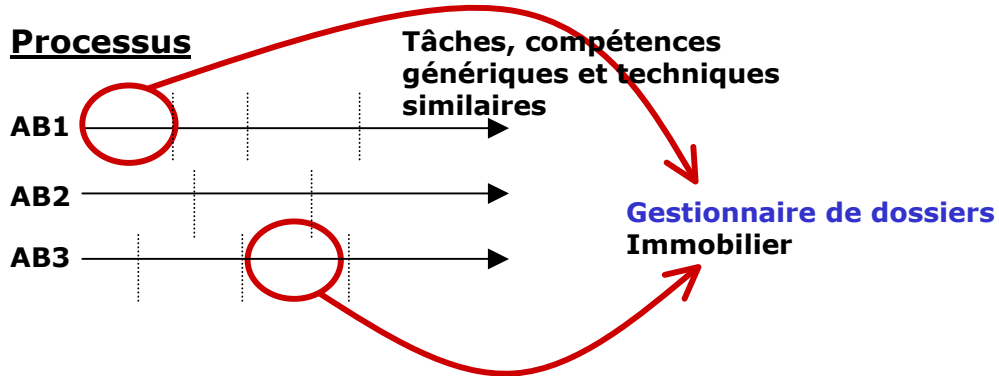 Processus
Tâches, compétences
génériques et techniques
similaires
AB1
AB2
AB3
Gestionnaire de dossiers
Immobilier